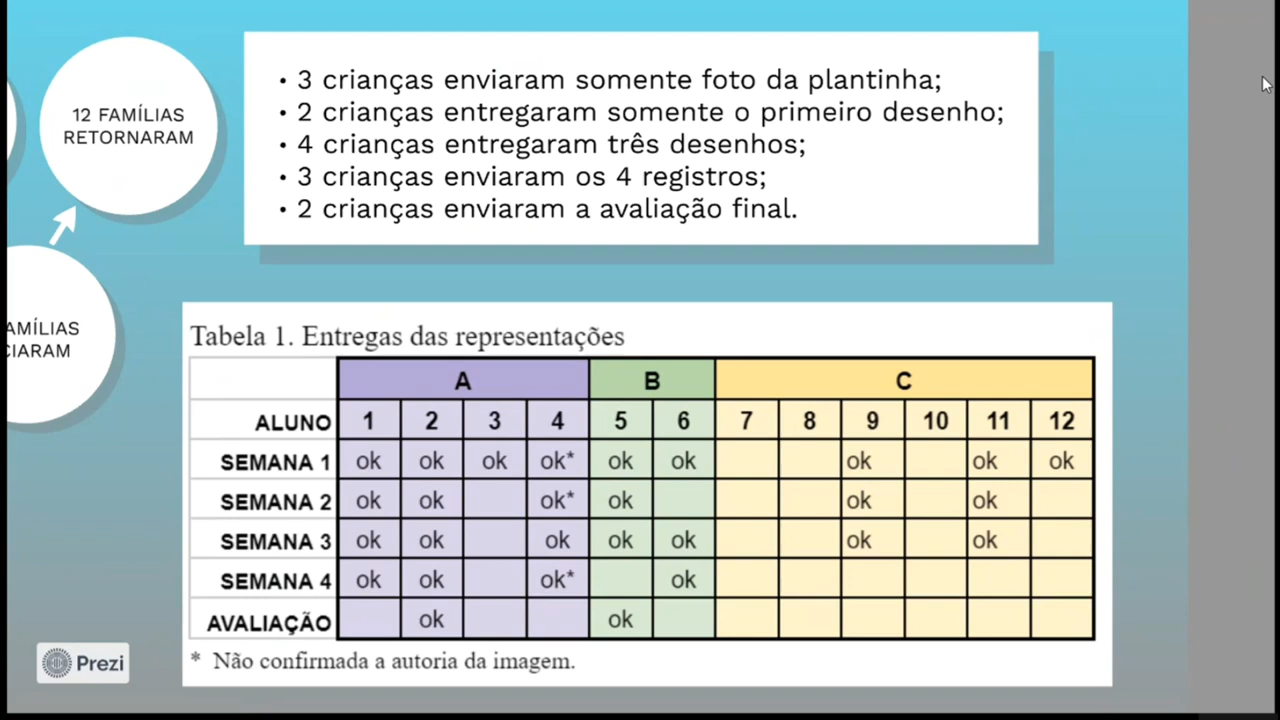 12 FAMÍLIAS
RETORNARAM
• 3 crianças enviaram somente foto da plantinha;
• 2 crianças entregaram somente o primeiro desenho;
• 4 crianças entregaram três desenhos;
• 3 crianças enviaram os 4 registros;
• 2 crianças enviaram a avaliação final.
AMÍLIAS
CIARAM
Tabela 1. Entregas das representações
A B C
ALUNO 1 2 3 4 5 6 7 8 9 10 11 12
SEMANA 1 ok ok ok ok* ok ok ok ok ok
SEMANA 2 ok ok ok* ok ok ok
SEMANA 3 ok ok ok ok ok ok ok
SEMANA 4 ok ok ok* ok
AVALIAÇÃO ok ok
* Não confirmada a autoria da imagem.
Prezi